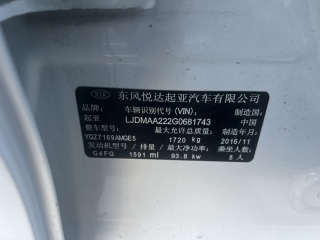 KIA 东风悦达起亚汽车有限公司
品牌： 车辆识别代号(VIN)： 制造国：
起亚 LJDMAA222G0681743 中国
型号： 最大允许总质量： 制造年月：
YQZ7169AMGE5 1720 kg 2016/11
发动机型号 / 排量 / 最大净功率： 乘坐人数：
G4FG 1591 ml 93.8 kw 5 人